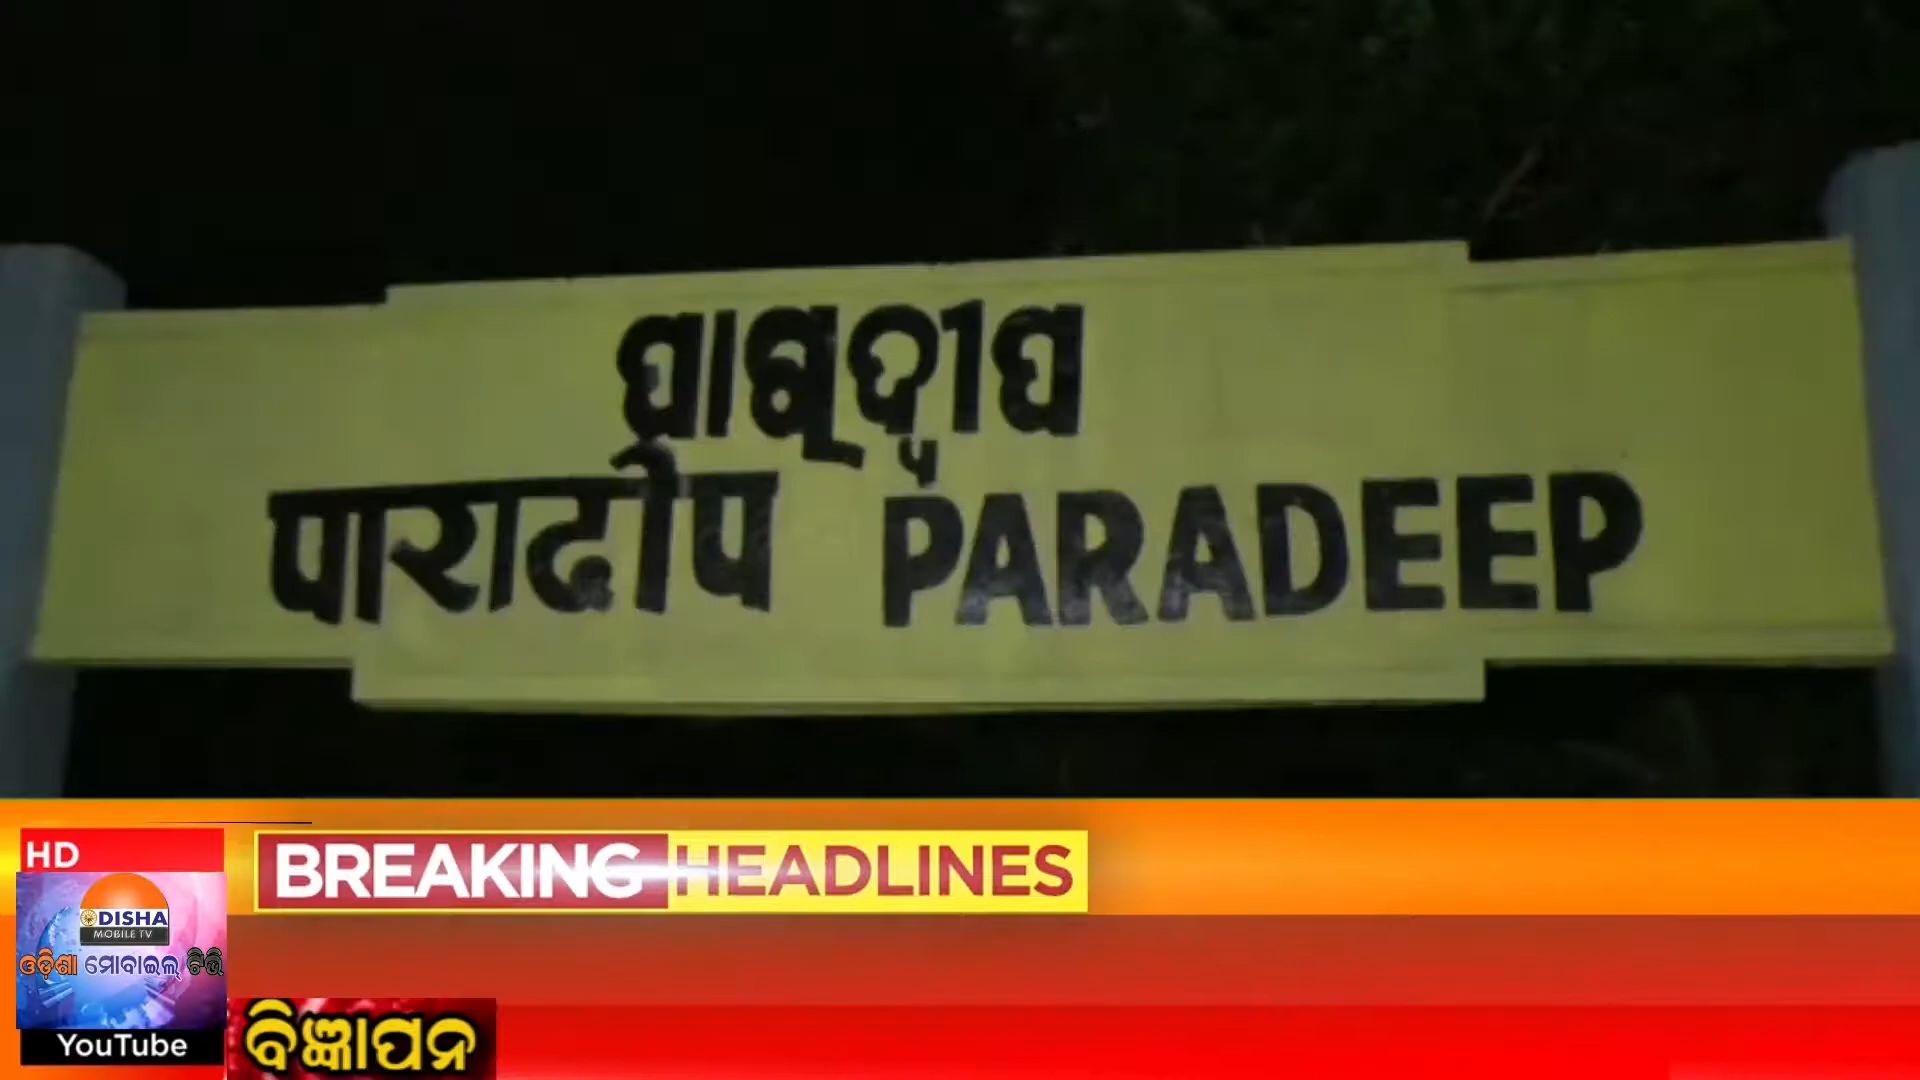 ପାରାଦ୍ୱୀପ
पाराढीप PARADEEP
HD
BREAKING HEADLINES
ODISHA
MOBILE TV
ଓଡ଼ିଶା ମୋବାଇଲ୍ ଟିଭି
YouTube
ବିଜ୍ଞାପନ